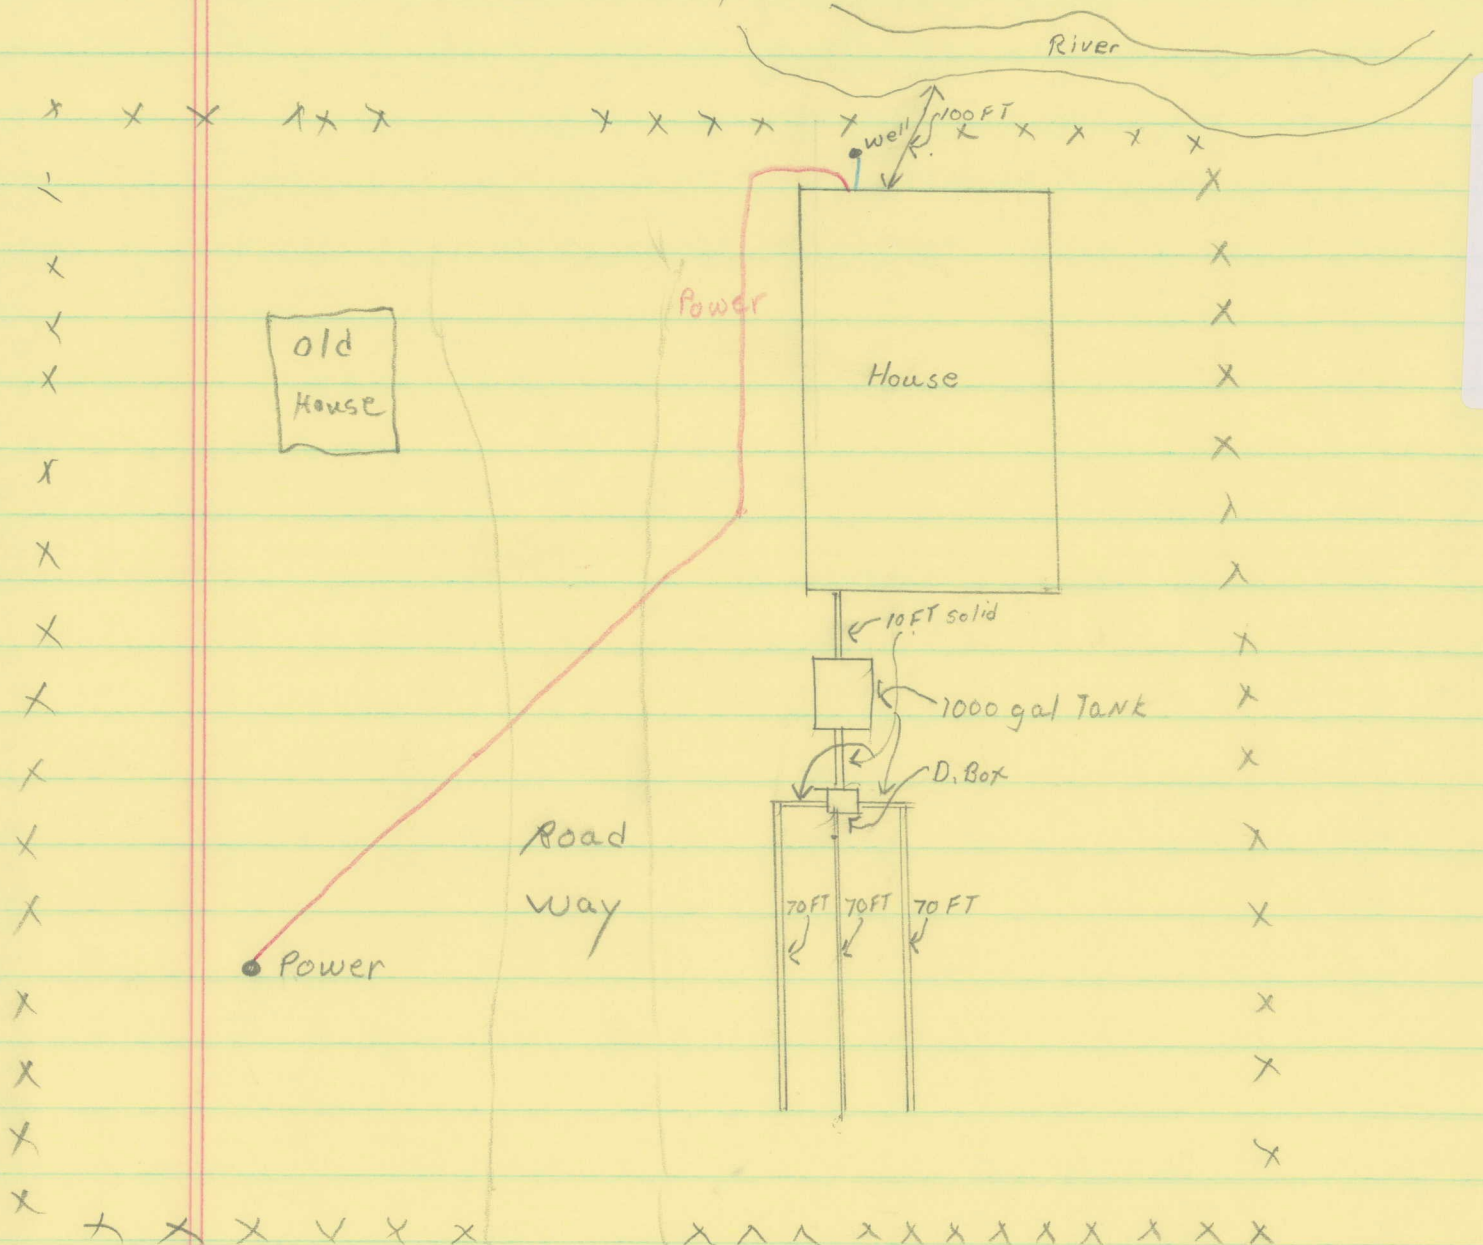 River
100 FT
well
Power
Old
House
House
10 FT solid
1000 gal TANK
D. Box
Road
Way
70 FT
70 FT
70 FT
Power